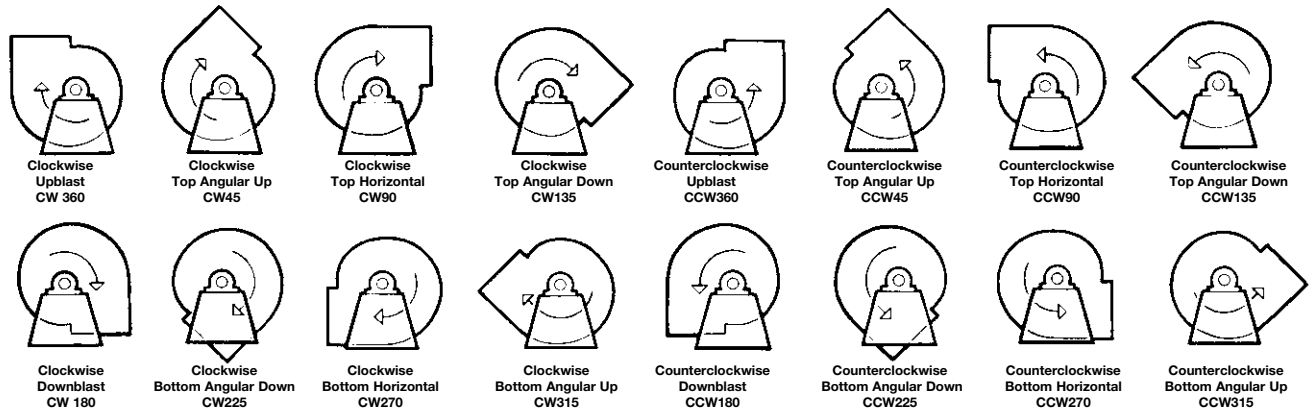 Clockwise
Upblast
CW 360
Clockwise
Top Angular Up
CW45
Clockwise
Top Horizontal
CW90
Clockwise
Top Angular Down
CW135
Counterclockwise
Upblast
CCW360
Counterclockwise
Top Angular Up
CCW45
Counterclockwise
Top Horizontal
CCW90
Counterclockwise
Top Angular Down
CCW135
Clockwise
Downblast
CW 180
Clockwise
Bottom Angular Down
CW225
Clockwise
Bottom Horizontal
CW270
Clockwise
Bottom Angular Up
CW315
Counterclockwise
Downblast
CCW180
Counterclockwise
Bottom Angular Down
CCW225
Counterclockwise
Bottom Horizontal
CCW270
Counterclockwise
Bottom Angular Up
CCW315